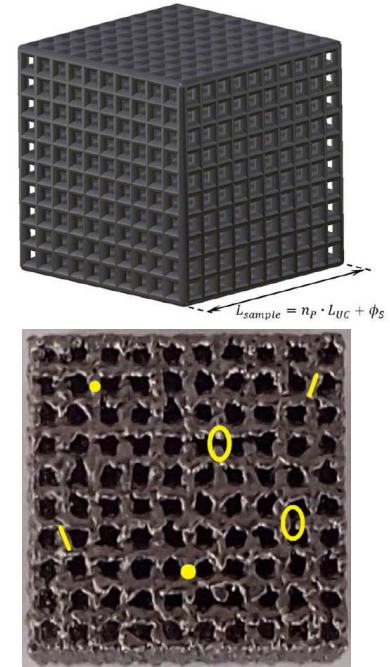 L_sample = n_P · L_UC + ϕ_S